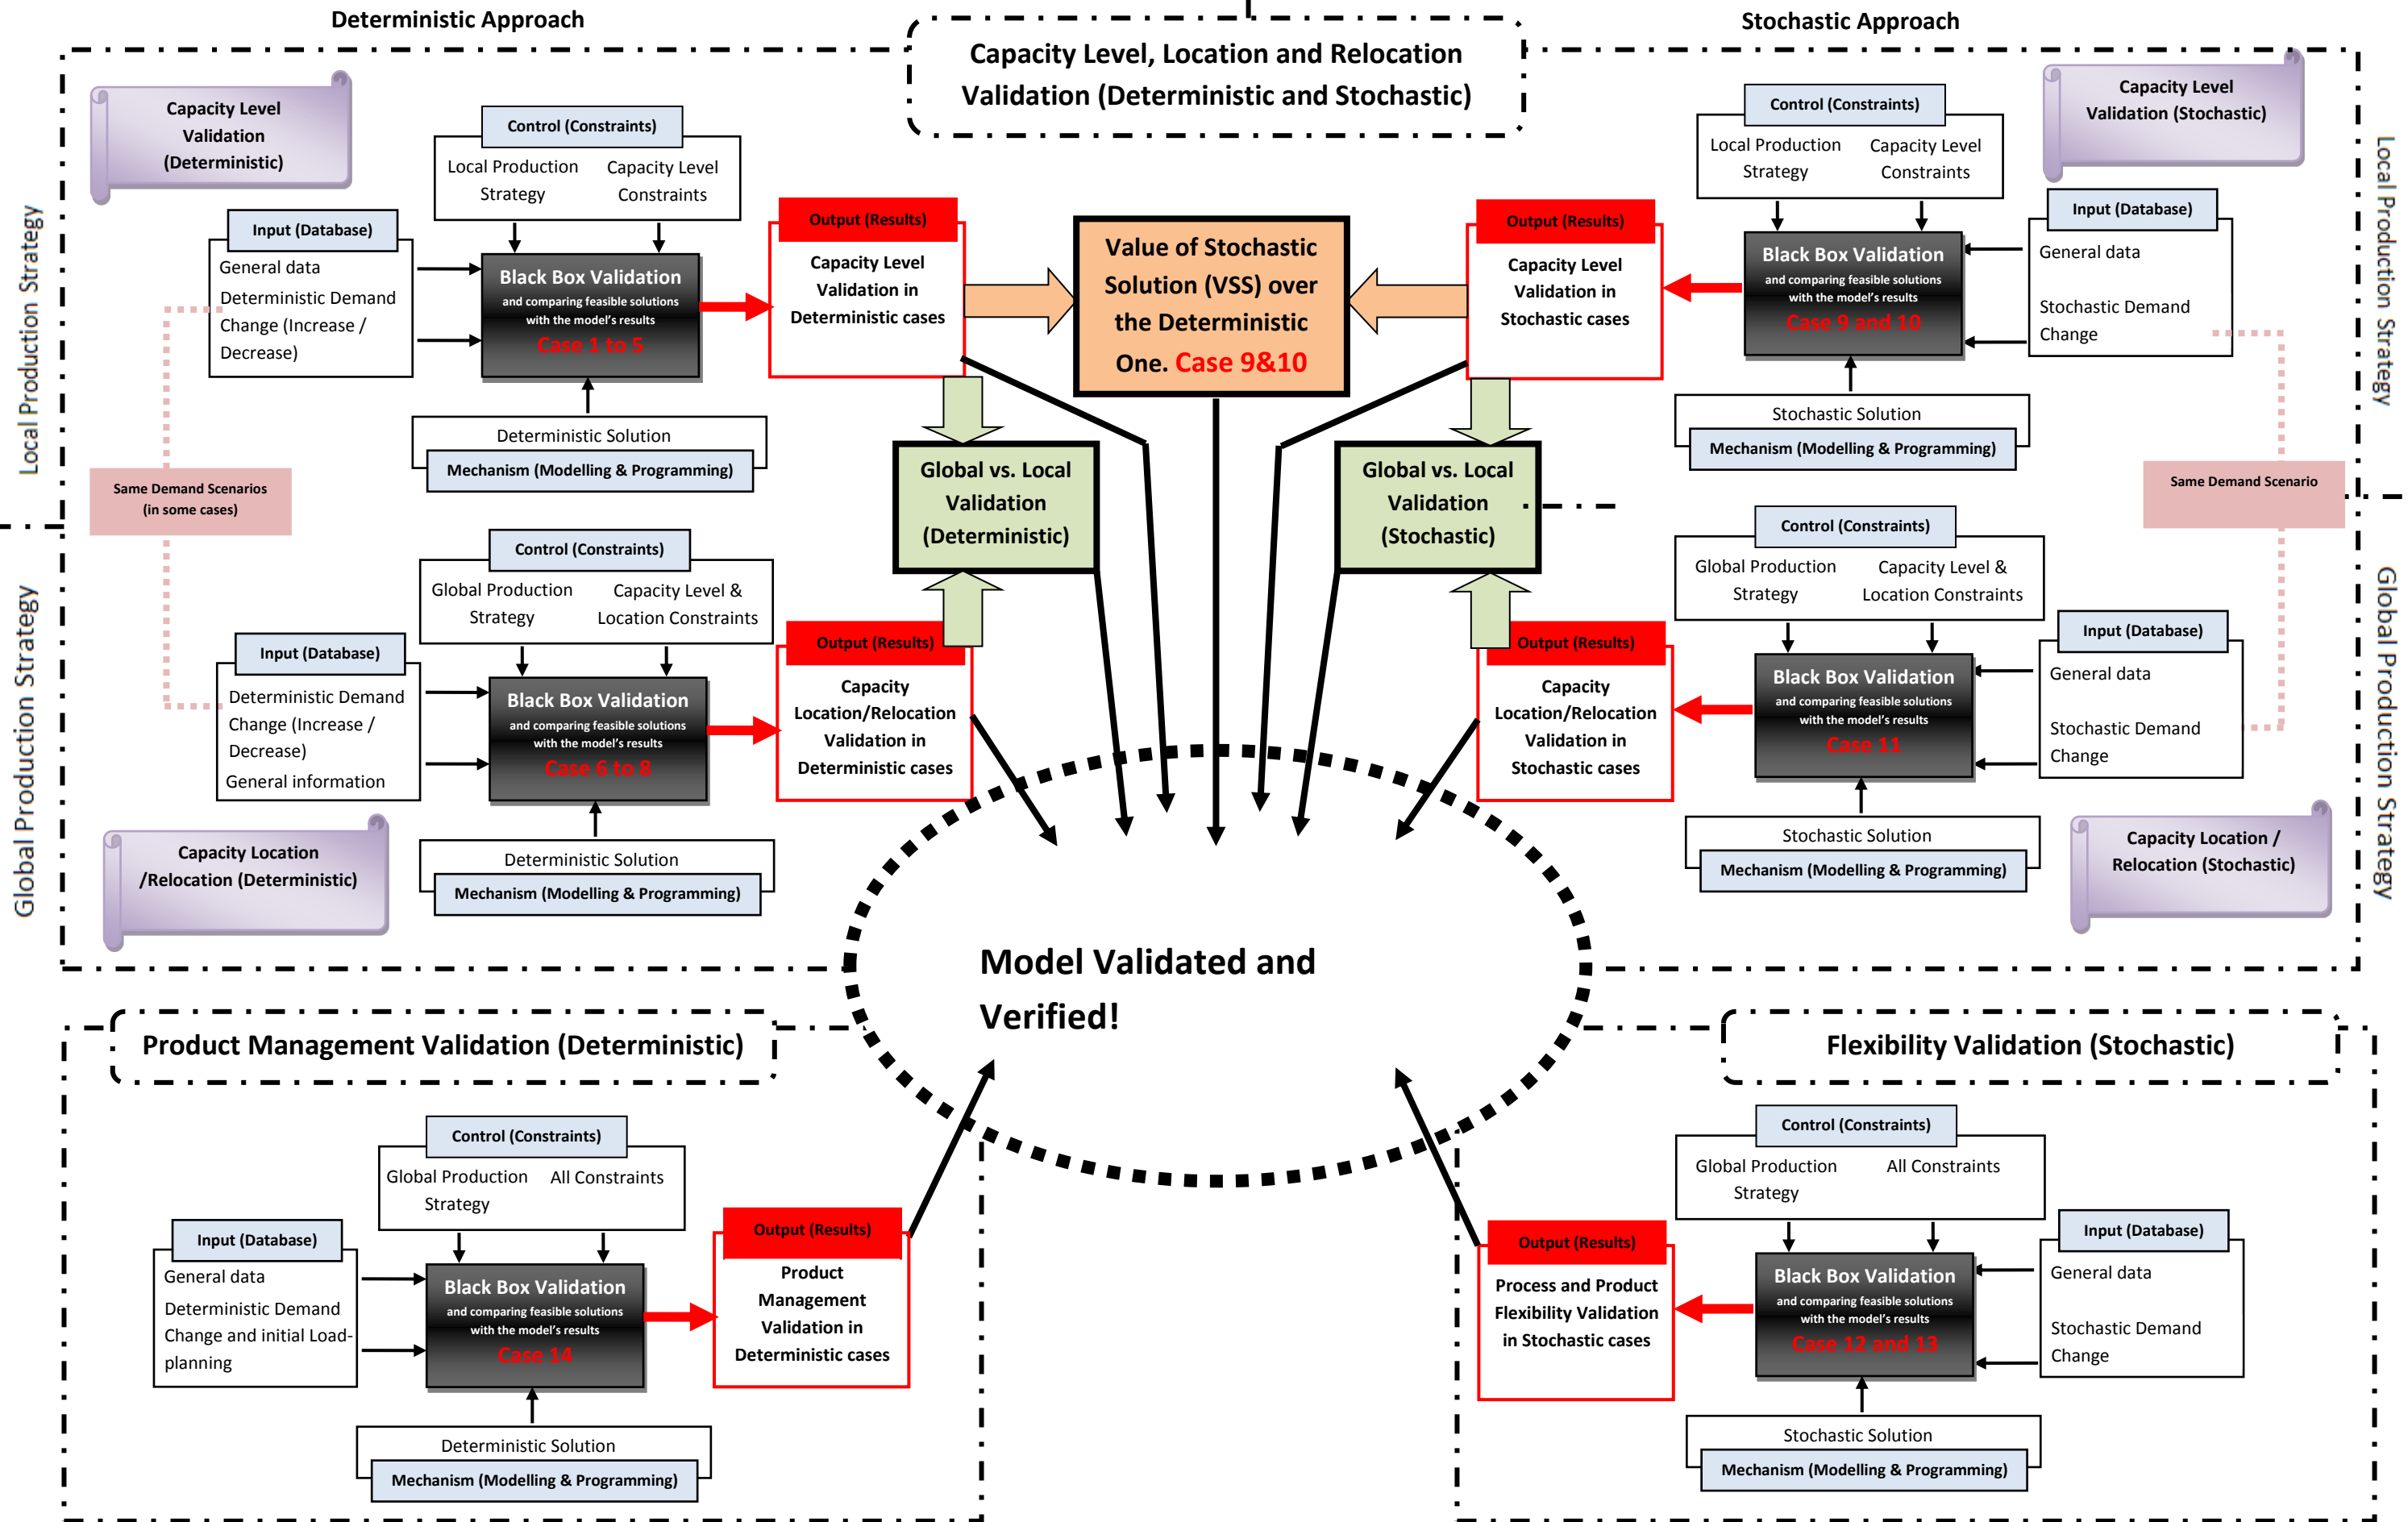 Deterministic Approach
Stochastic Approach
Capacity Level, Location and Relocation
Validation (Deterministic and Stochastic)
Local Production Strategy
Global Production Strategy
Capacity Level
Validation
(Deterministic)
Control (Constraints)
Local Production
Strategy
Capacity Level
Constraints
Input (Database)
General data
Deterministic Demand
Change (Increase /
Decrease)
Black Box Validation
and comparing feasible solutions
with the model's results
Case 1 to 5
Deterministic Solution
Mechanism (Modelling & Programming)
Output (Results)
Capacity Level
Validation in
Deterministic cases
Value of Stochastic
Solution (VSS) over
the Deterministic
One. Case 9&10
Output (Results)
Capacity Level
Validation in
Stochastic cases
Control (Constraints)
Local Production
Strategy
Capacity Level
Constraints
Black Box Validation
and comparing feasible solutions
with the model's results
Case 9 and 10
Stochastic Solution
Mechanism (Modelling & Programming)
Capacity Level
Validation (Stochastic)
Input (Database)
General data
Stochastic Demand
Change
Local Production Strategy
Global Production Strategy
Same Demand Scenarios
(in some cases)
Global vs. Local
Validation
(Deterministic)
Global vs. Local
Validation
(Stochastic)
Same Demand Scenario
Control (Constraints)
Global Production
Strategy
Capacity Level &
Location Constraints
Input (Database)
Deterministic Demand
Change (Increase /
Decrease)
General information
Black Box Validation
and comparing feasible solutions
with the model's results
Case 6 to 8
Deterministic Solution
Mechanism (Modelling & Programming)
Output (Results)
Capacity
Location/Relocation
Validation in
Deterministic cases
Capacity Location
/Relocation (Deterministic)
Output (Results)
Capacity
Location/Relocation
Validation in
Stochastic cases
Control (Constraints)
Global Production
Strategy
Capacity Level &
Location Constraints
Black Box Validation
and comparing feasible solutions
with the model's results
Case 11
Input (Database)
General data
Stochastic Demand
Change
Stochastic Solution
Mechanism (Modelling & Programming)
Capacity Location /
Relocation (Stochastic)
Model Validated and
Verified!
Product Management Validation (Deterministic)
Control (Constraints)
Global Production
Strategy
All Constraints
Input (Database)
General data
Deterministic Demand
Change and initial Load-
planning
Black Box Validation
and comparing feasible solutions
with the model's results
Case 14
Deterministic Solution
Mechanism (Modelling & Programming)
Output (Results)
Product
Management
Validation in
Deterministic cases
Flexibility Validation (Stochastic)
Control (Constraints)
Global Production
Strategy
All Constraints
Output (Results)
Process and Product
Flexibility Validation
in Stochastic cases
Black Box Validation
and comparing feasible solutions
with the model's results
Case 12 and 13
Input (Database)
General data
Stochastic Demand
Change
Stochastic Solution
Mechanism (Modelling & Programming)